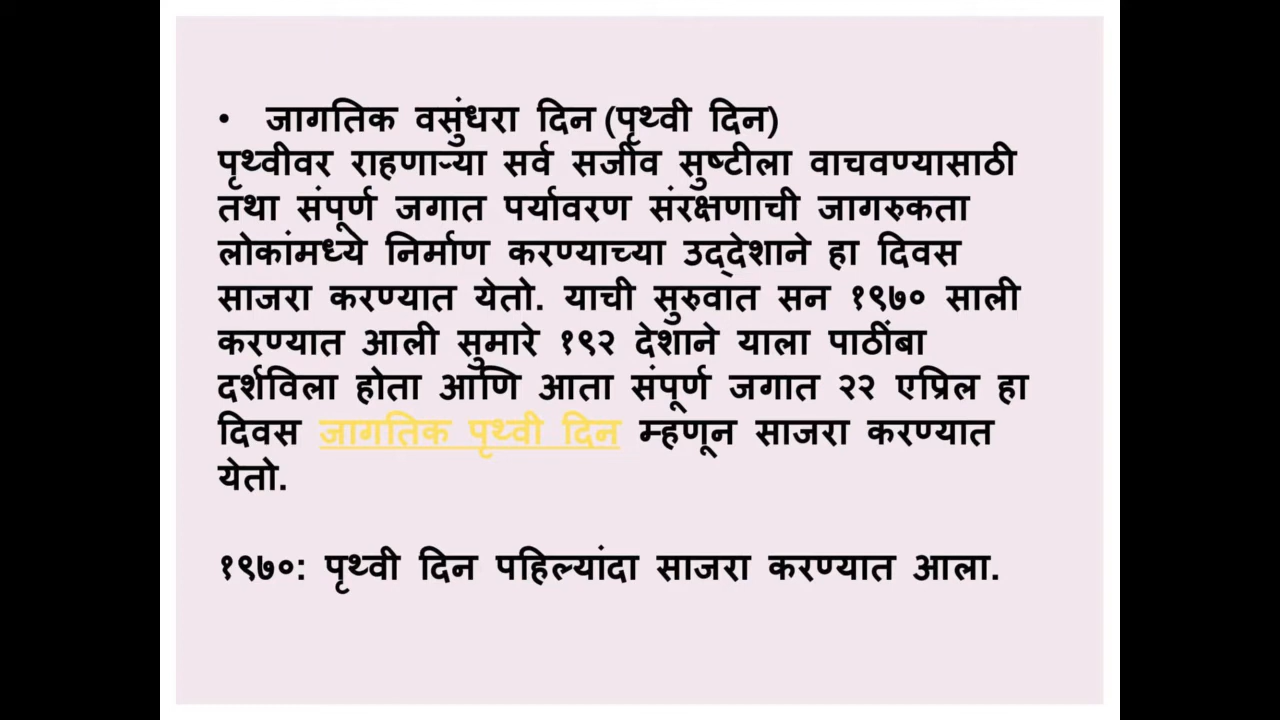 • जागतिक वसुंधरा दिन (पृथ्वी दिन)
पृथ्वीवर राहणाऱ्या सर्व सजीव सुष्टीला वाचवण्यासाठी
तथा संपूर्ण जगात पर्यावरण संरक्षणाची जागरुकता
लोकांमध्ये निर्माण करण्याच्या उद्देशाने हा दिवस
साजरा करण्यात येतो. याची सुरुवात सन १९७० साली
करण्यात आली सुमारे १९२ देशाने याला पाठींबा
दर्शविला होता आणि आता संपूर्ण जगात २२ एप्रिल हा
दिवस जागतिक पृथ्वी दिन म्हणून साजरा करण्यात
येतो.
१९७०: पृथ्वी दिन पहिल्यांदा साजरा करण्यात आला.